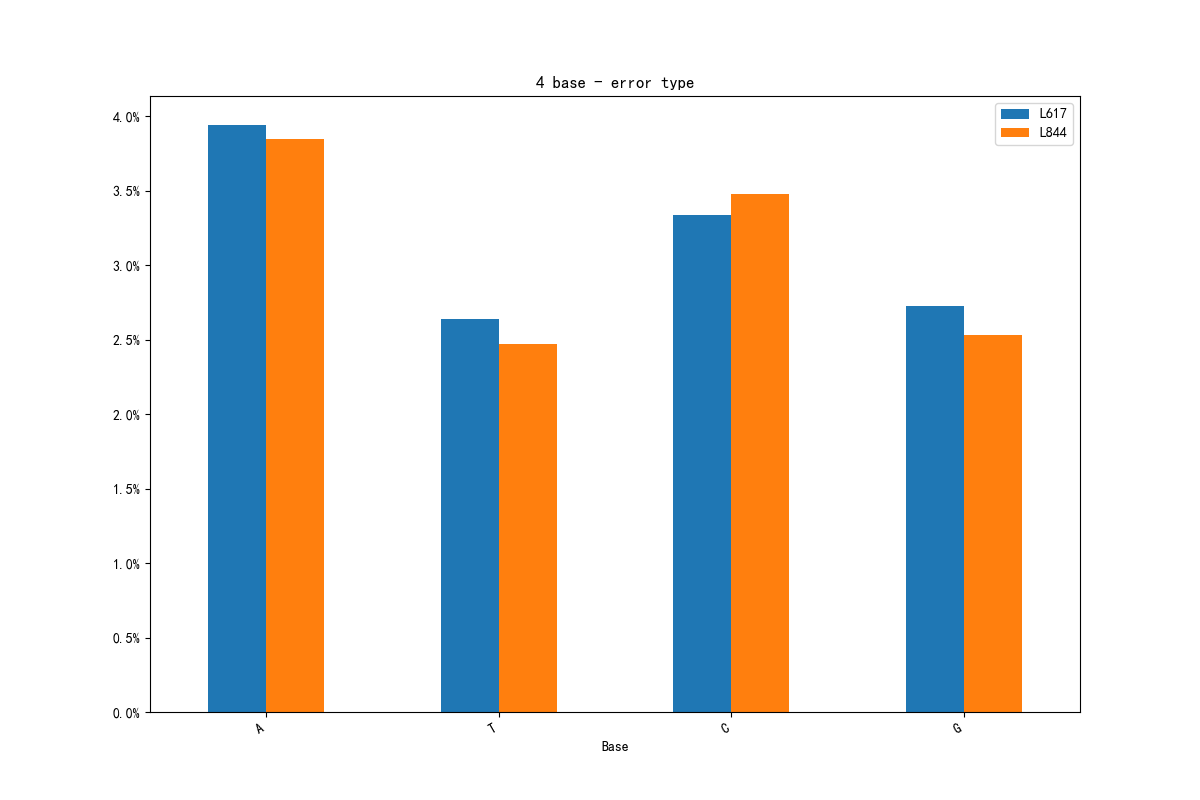 4 base - error type
L617
L844
4.0%
3.5%
3.0%
2.5%
2.0%
1.5%
1.0%
0.5%
0.0%
A
T
C
G
Base